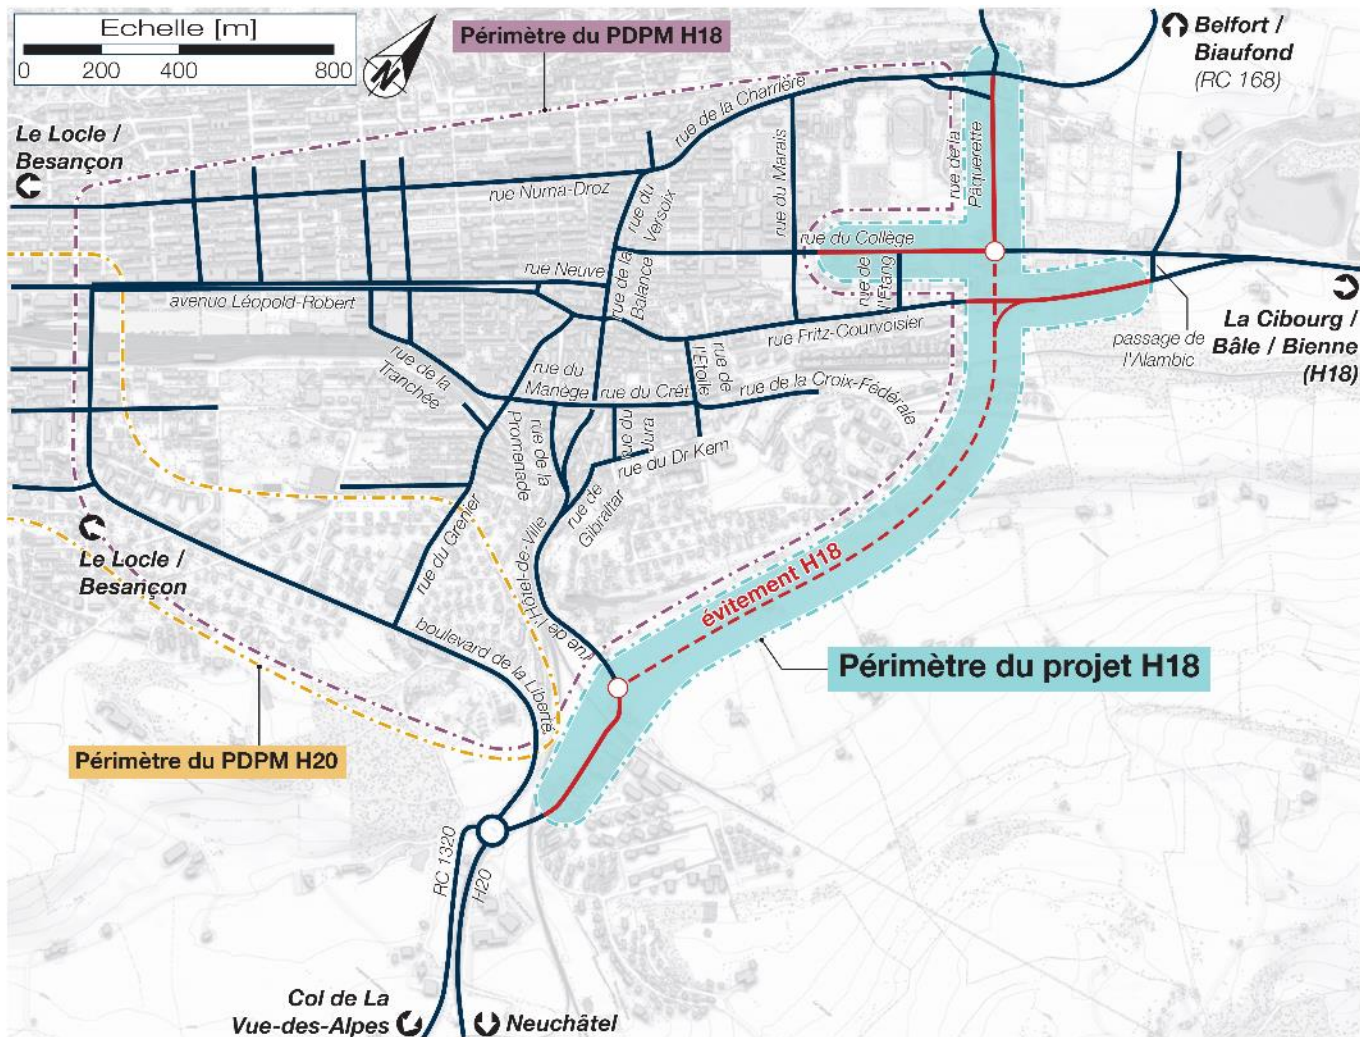 Echelle [m]
0 200 400 800
Périmètre du PDPM H18
Belfort /
Biaufond
(RC 168)
Le Locle /
Besançon
rue de la Charrière
rue du Marais
rue de la
Pâquerette
rue Numa-Droz
rue du
Versoix
rue du Collège
rue de la
Balance
rue Neuve
rue de
l'Etang
avenue Léopold-Robert
La Cibourg /
Bâle / Bienne
(H18)
passage de
l'Alambic
rue Fritz-Courvoisier
rue de la
Tranchée
rue du
Manège
rue du Crêt
rue de
l'Etoile
rue de la Croix-Fédérale
rue de la
Promenade
rue du
Jura
rue du Dr Kern
rue de
Gibraltar
rue du Grenier
rue de l'Hôtel-de-Ville
Le Locle /
Besançon
évitement H18
boulevard de la Liberté
Périmètre du projet H18
Périmètre du PDPM H20
RC 1320
H20
Col de La
Vue-des-Alpes
Neuchâtel
N